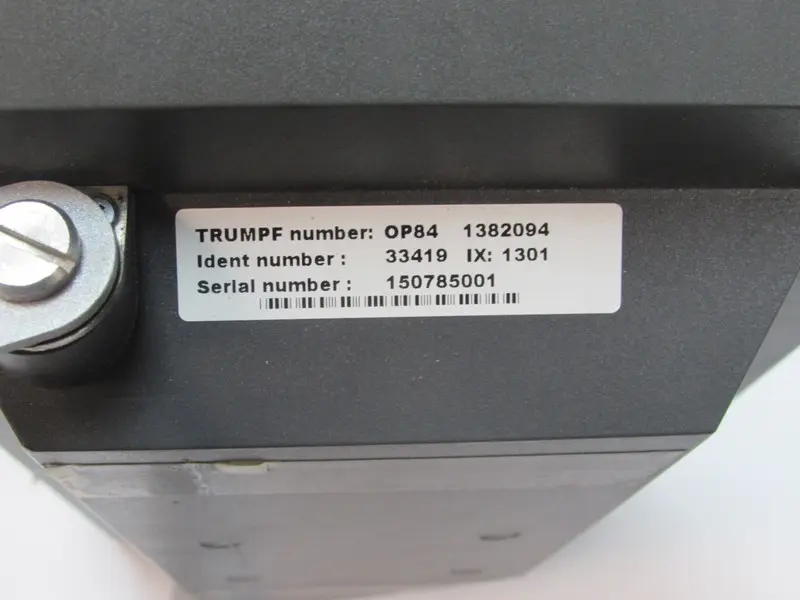 TRUMPF number: OP84 1382094
Ident number : 33419 IX: 1301
Serial number : 150785001